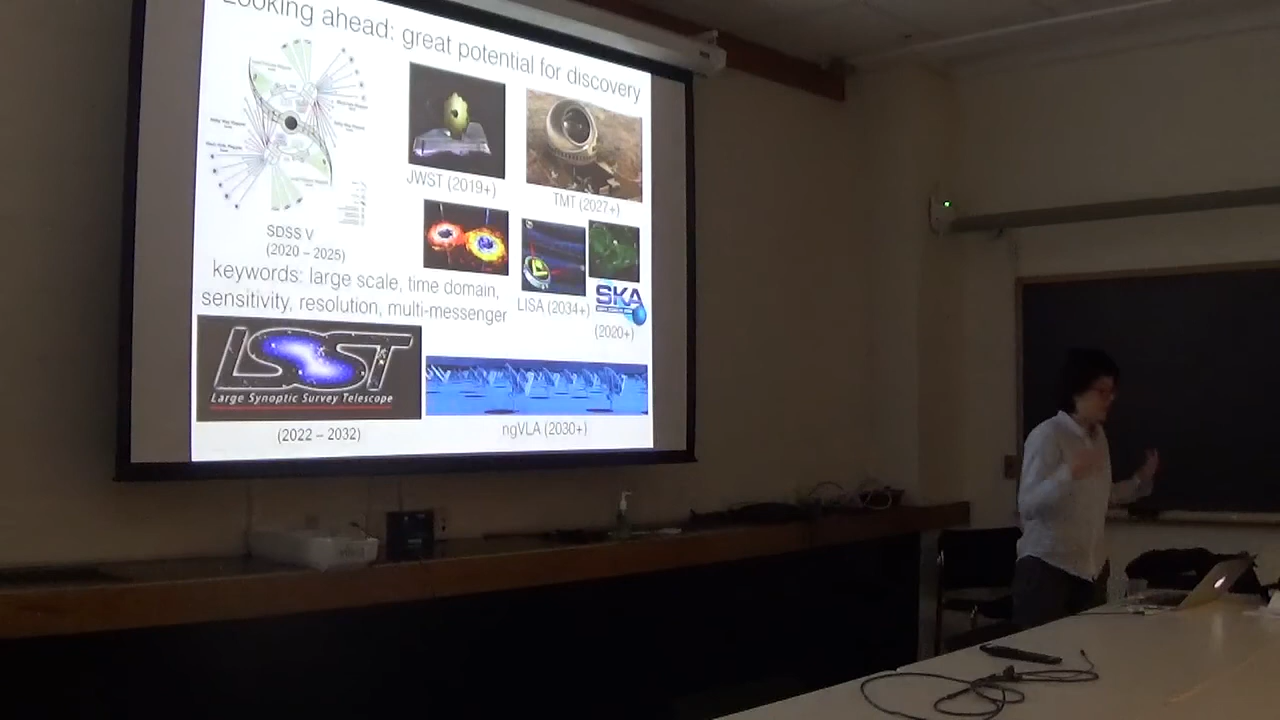 Looking ahead: great potential for discovery
JWST (2019+)
TMT (2027+)
SDSS V
(2020 – 2025)
keywords: large scale, time domain,
sensitivity, resolution, multi-messenger
LISA (2034+)
SKA
(2020+)
LSST
Large Synoptic Survey Telescope
(2022 – 2032)
ngVLA (2030+)